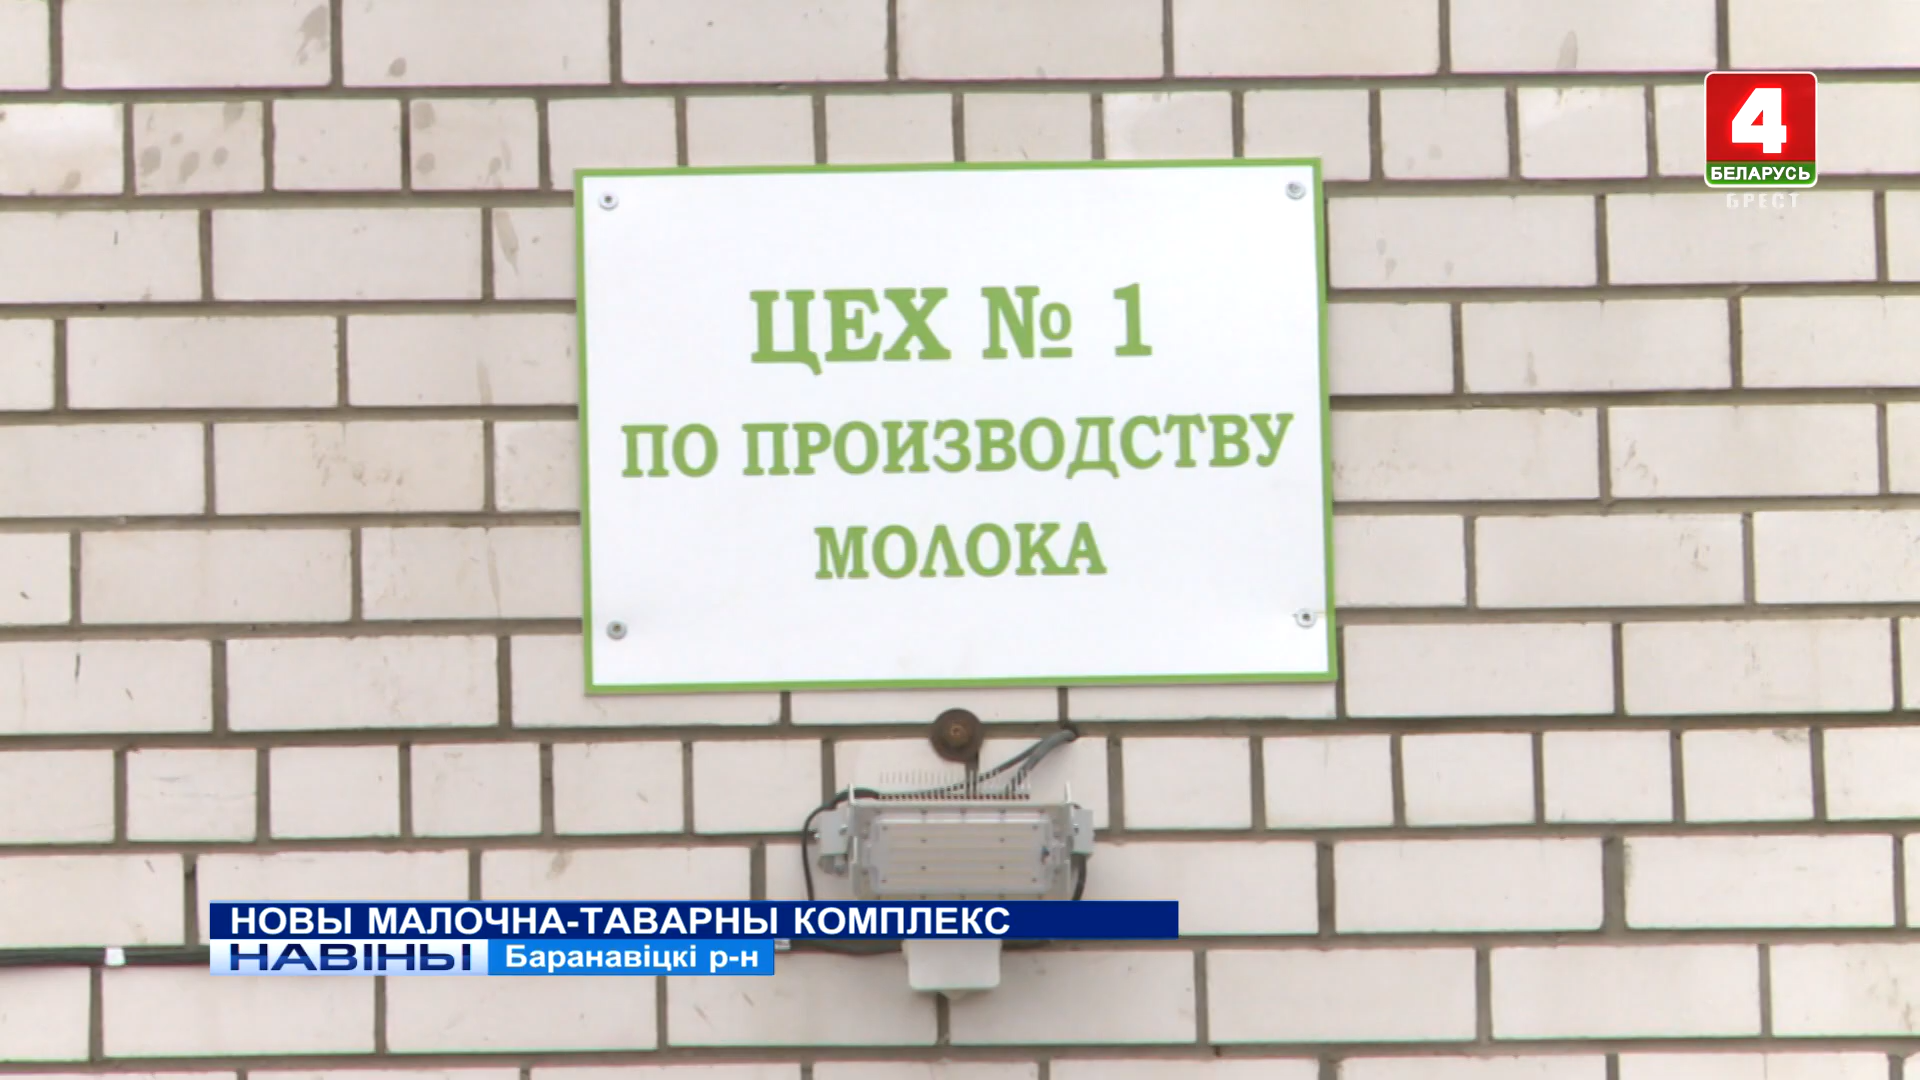 4
БЕЛАРУСЬ
БРЕСТ
ЦЕХ № 1
ПО ПРОИЗВОДСТВУ
МОЛОКА
НОВЫ МАЛОЧНА-ТАВАРНЫ КОМПЛЕКС
НАВІНЫ Баранавіцкі р-н